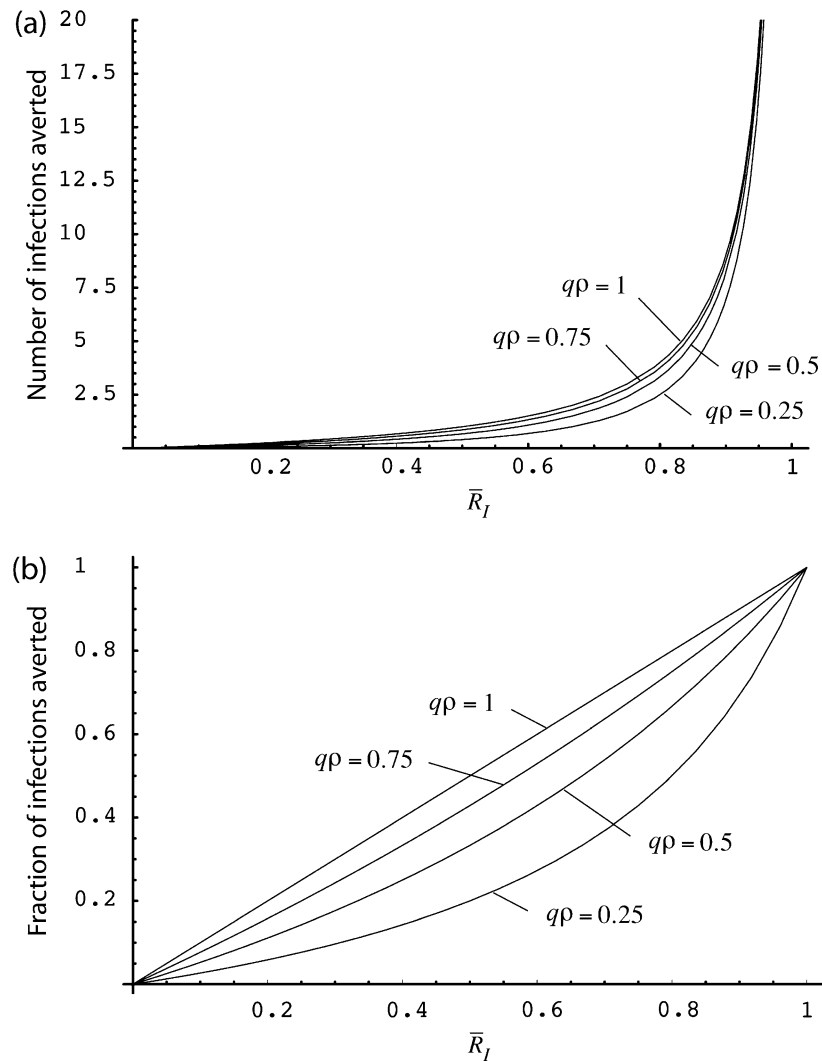 (a)
Number of infections averted
20
17.5
15
12.5
10
7.5
5
2.5
qρ = 1
qρ = 0.75
qρ = 0.5
qρ = 0.25
0.2 0.4 0.6 0.8 1
R̅_I
(b)
Fraction of infections averted
1
0.8
0.6
0.4
0.2
qρ = 1
qρ = 0.75
qρ = 0.5
qρ = 0.25
0.2 0.4 0.6 0.8 1
R̅_I